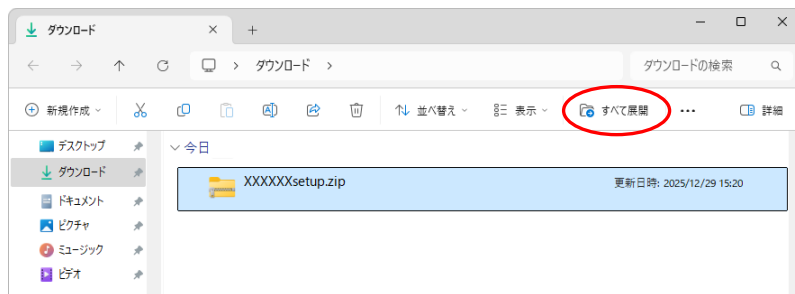 ダウンロード
ダウンロード
ダウンロードの検索
新規作成
並べ替え
表示
すべて展開
詳細
デスクトップ
ダウンロード
ドキュメント
ピクチャ
ミュージック
ビデオ
今日
XXXXXXsetup.zip
更新日時: 2025/12/29 15:20